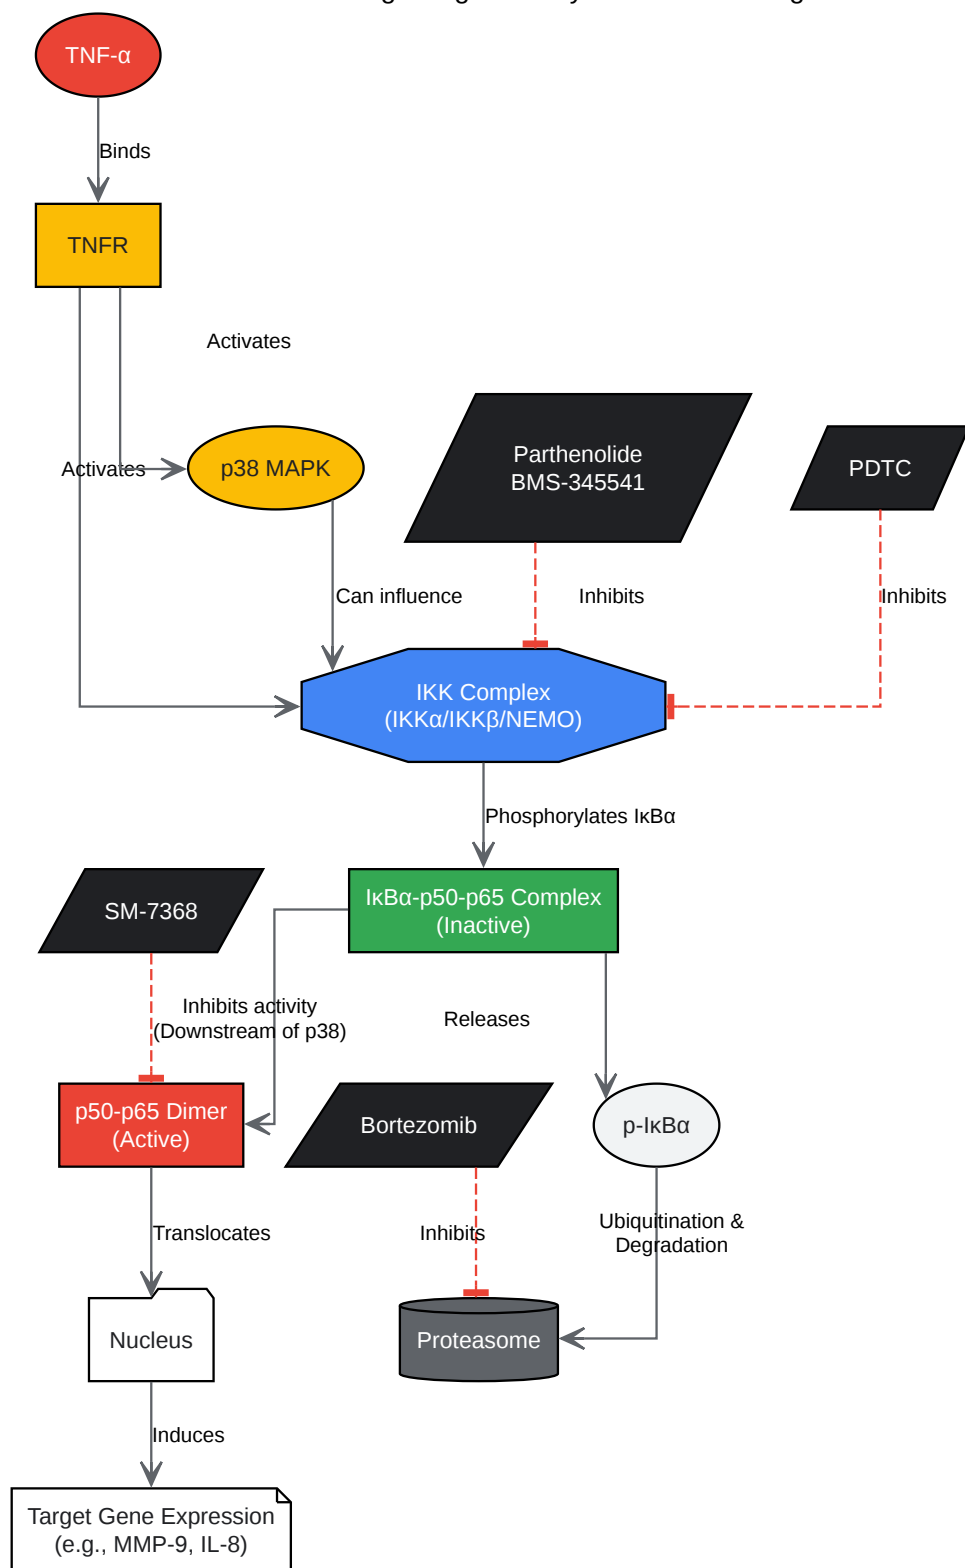 TNF-α
Binds
TNFR
Activates
Activates
p38 MAPK
Parthenolide
BMS-345541
PDTC
Can influence
Inhibits
Inhibits
IKK Complex
(IKKα/IKKβ/NEMO)
Phosphorylates IκBα
SM-7368
IκBα-p50-p65 Complex
(Inactive)
Inhibits activity
(Downstream of p38)
Releases
p50-p65 Dimer
(Active)
Bortezomib
p-IκBα
Translocates
Inhibits
Ubiquitination &
Degradation
Nucleus
Proteasome
Induces
Target Gene Expression
(e.g., MMP-9, IL-8)